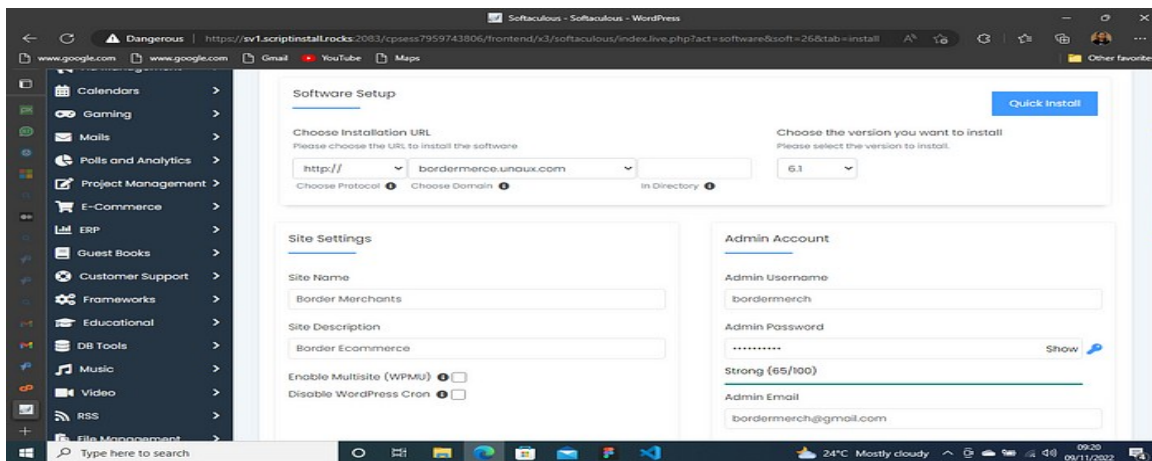 Softaculous - Softaculous - WordPress
Dangerous https://sv1.scriptinstall.rocks:2083/cpsess7959743806/frontend/x3/softaculous/index.live.php?act=software&soft=26&tab=install
www.google.com www.google.com Gmail YouTube Maps Other favorite
Calendars
Gaming
Mails
Polls and Analytics
Project Management
E-Commerce
ERP
Guest Books
Customer Support
Frameworks
Educational
DB Tools
Music
Video
RSS
File Management
Software Setup
Quick Install
Choose Installation URL
Please choose the URL to install the software
http:// bordermerce.unaux.com
Choose Protocol Choose Domain In Directory
Choose the version you want to install
Please select the version to install.
6.1
Site Settings
Site Name
Border Merchants
Site Description
Border Ecommerce
Enable Multisite (WPMU)
Disable WordPress Cron
Admin Account
Admin Username
bordermerch
Admin Password
•••••••••• Show
Strong (65/100)
Admin Email
bordermerch@gmail.com
Type here to search
24°C Mostly cloudy
09:20
09/11/2022